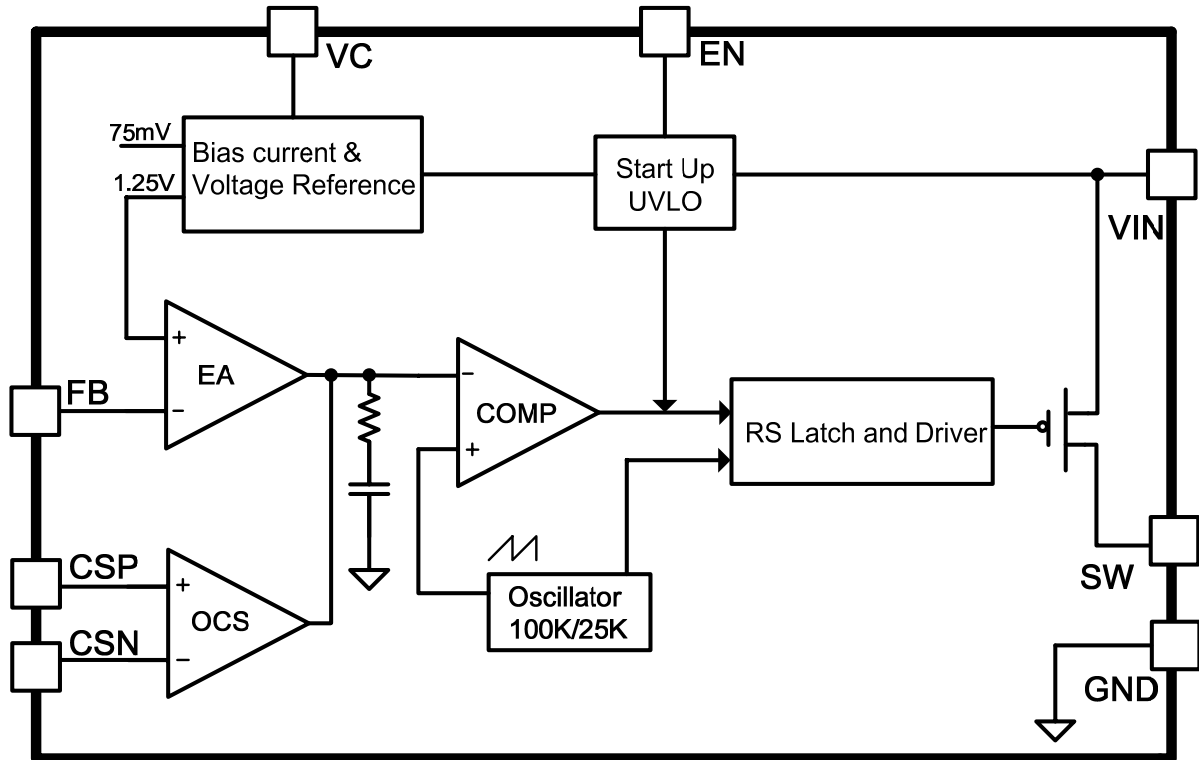 VC
EN
75mV
Bias current &
Voltage Reference
1.25V
Start Up
UVLO
VIN
+
EA
−
FB
−
COMP
+
RS Latch and Driver
CSP
+
OCS
CSN
−
Oscillator
100K/25K
SW
GND